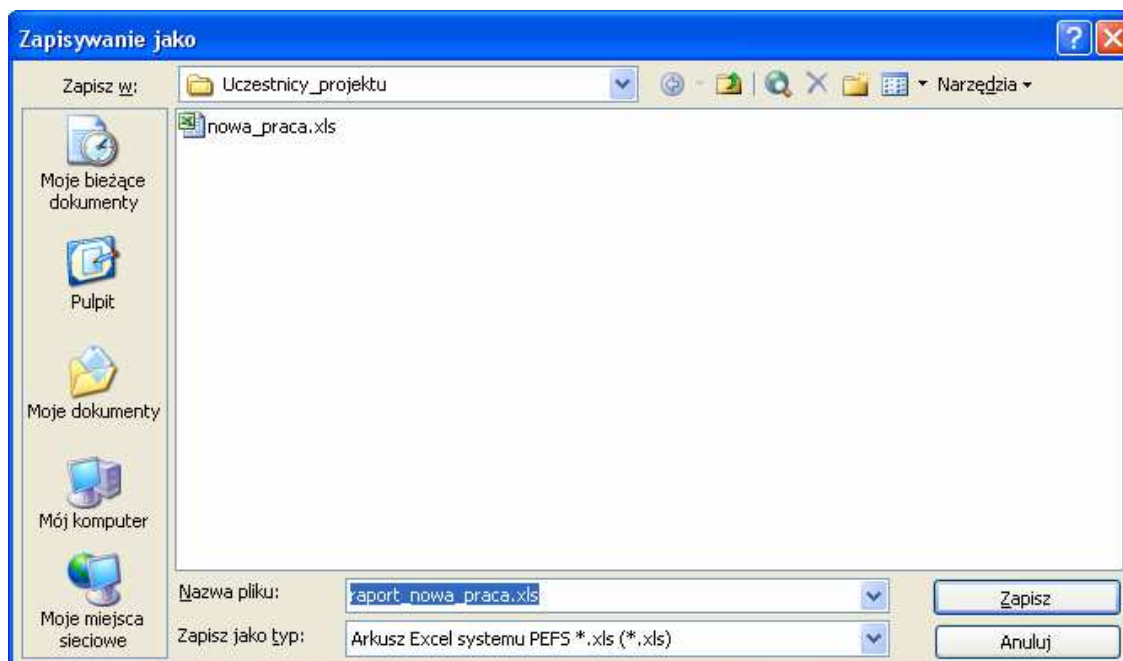 Zapisywanie jako
Zapisz w:
Uczestnicy_projektu
Narzędzia
nowa_praca.xls
Moje bieżące
dokumenty
Pulpit
Moje dokumenty
Mój komputer
Moje miejsca
sieciowe
Nazwa pliku:
raport_nowa_praca.xls
Zapisz
Zapisz jako typ:
Arkusz Excel systemu PEFS *.xls (*.xls)
Anuluj